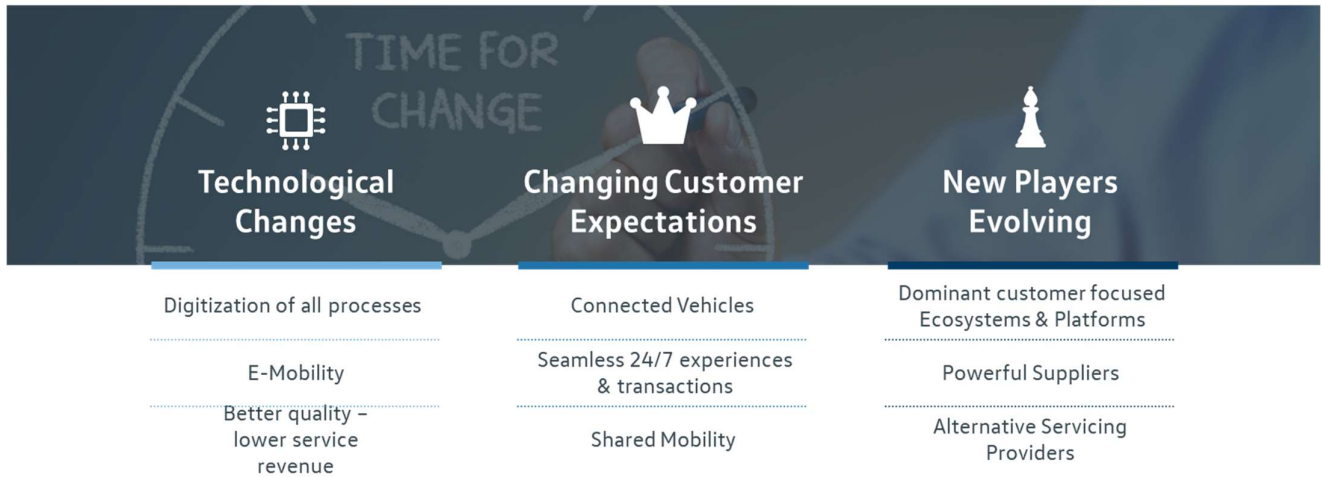 TIME FOR
CHANGE
Technological
Changes
Digitization of all processes
E-Mobility
Better quality –
lower service
revenue
Changing Customer
Expectations
Connected Vehicles
Seamless 24/7 experiences
& transactions
Shared Mobility
New Players
Evolving
Dominant customer focused
Ecosystems & Platforms
Powerful Suppliers
Alternative Servicing
Providers